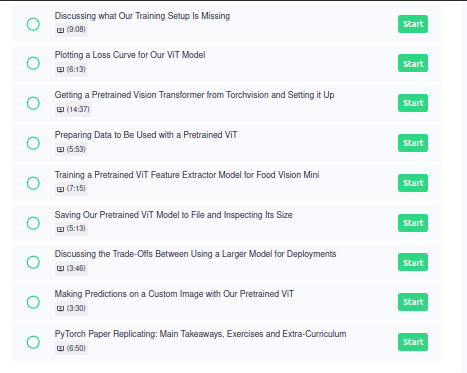 Discussing what Our Training Setup Is Missing
(9:08)
Start
Plotting a Loss Curve for Our ViT Model
(6:13)
Start
Getting a Pretrained Vision Transformer from Torchvision and Setting it Up
(14:37)
Start
Preparing Data to Be Used with a Pretrained ViT
(5:53)
Start
Training a Pretrained ViT Feature Extractor Model for Food Vision Mini
(7:15)
Start
Saving Our Pretrained ViT Model to File and Inspecting Its Size
(5:13)
Start
Discussing the Trade-Offs Between Using a Larger Model for Deployments
(3:46)
Start
Making Predictions on a Custom Image with Our Pretrained ViT
(3:30)
Start
PyTorch Paper Replicating: Main Takeaways, Exercises and Extra-Curriculum
(6:50)
Start